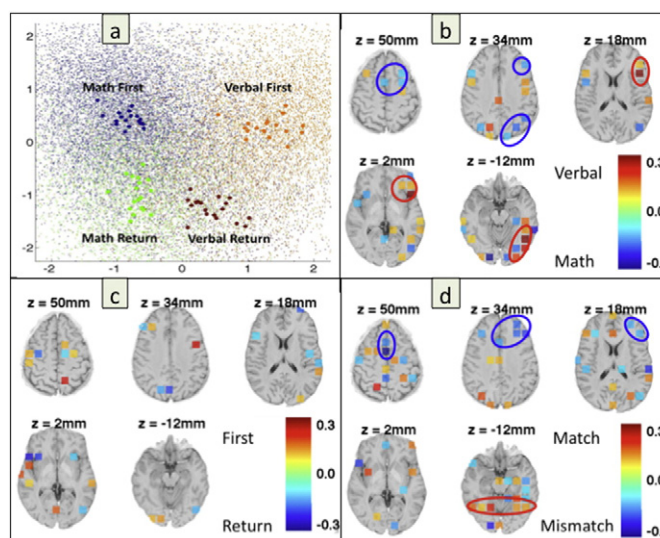 a
2
1
0
-1
-2
-2
-1
0
1
2
Math First
Verbal First
Math Return
Verbal Return
b
z = 50mm
z = 34mm
z = 18mm
z = 2mm
z = -12mm
Verbal
Math
0.3
0
c
z = 50mm
z = 34mm
z = 18mm
z = 2mm
z = -12mm
First
Return
0.3
0
-0.3
d
z = 50mm
z = 34mm
z = 18mm
z = 2mm
z = -12mm
Match
Mismatch
0.3
0